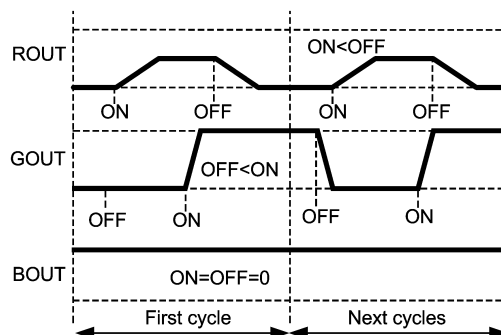 ROUT
ON<OFF
ON
OFF
ON
OFF
GOUT
OFF<ON
OFF
ON
OFF
ON
BOUT
ON=OFF=0
First cycle
Next cycles